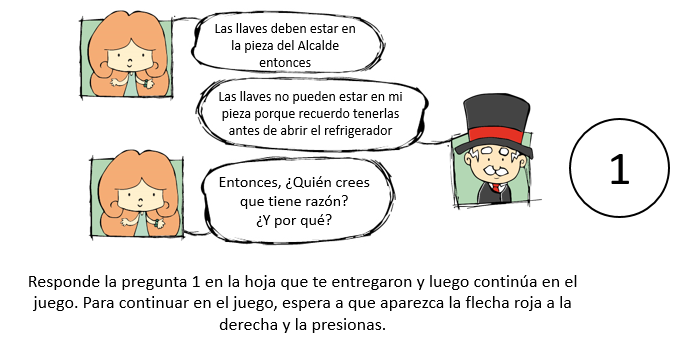 Las llaves deben estar en
la pieza del Alcalde
entonces
Las llaves no pueden estar en mi
pieza porque recuerdo tenerlas
antes de abrir el refrigerador
1
Entonces, ¿Quién crees
que tiene razón?
¿Y por qué?
Responde la pregunta 1 en la hoja que te entregaron y luego continúa en el
juego. Para continuar en el juego, espera a que aparezca la flecha roja a la
derecha y la presionas.